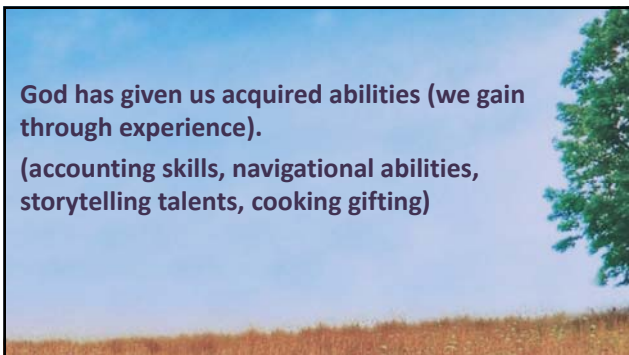 God has given us acquired abilities (we gain
through experience).
(accounting skills, navigational abilities,
storytelling talents, cooking gifting)